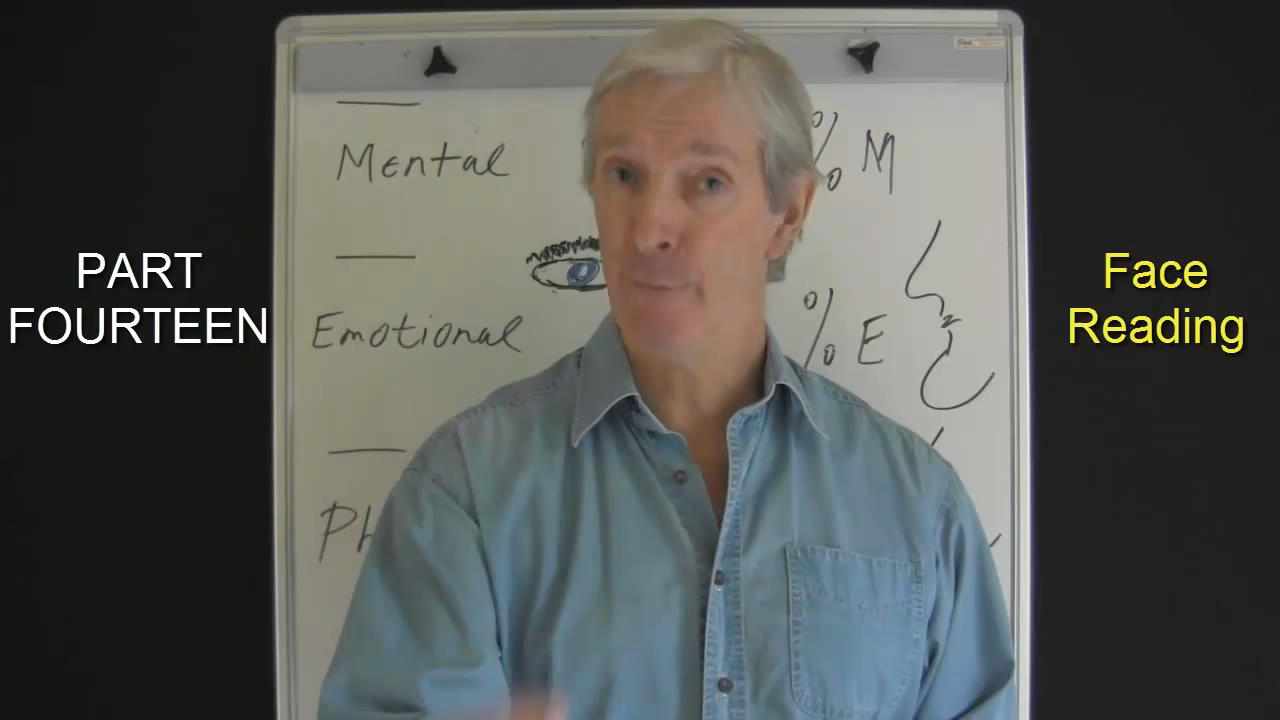 PART
FOURTEEN
Face
Reading
Mental
% M
Emotional
% E
Ph